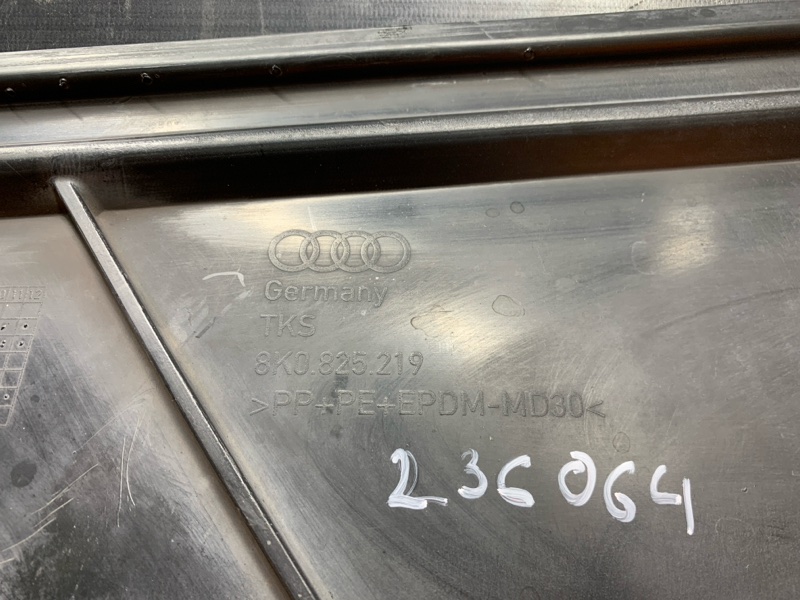 Germany
TKS
8K0.825.219
>PP+PE+EPDM-MD30<
236064